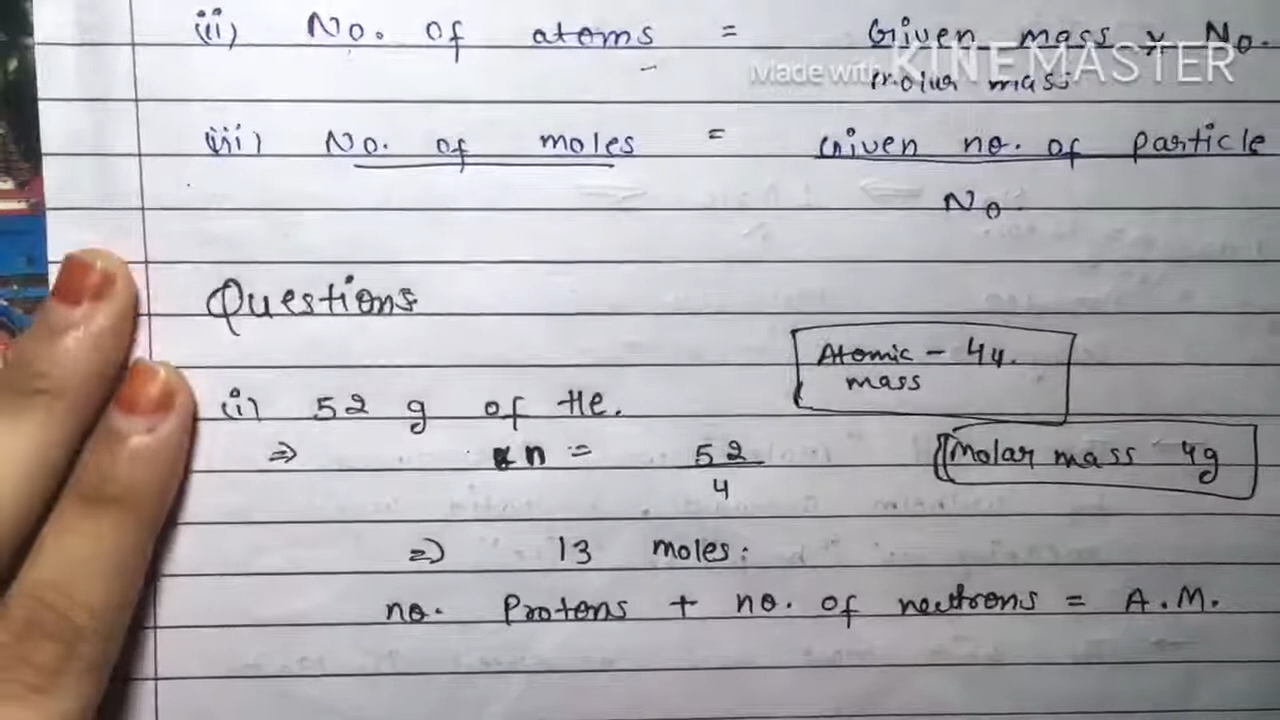 (ii) No. of atoms = Given mass x No.
molar mass
Made with KINEMASTER
(iii) No. of moles = Given no. of particle
No
Questions
Atomic - 4u.
mass
(i) 52 g of He.
⇒ n = 52
4
Molar mass 4g
⇒ 13 moles.
no. Protons + no. of neutrons = A.M.